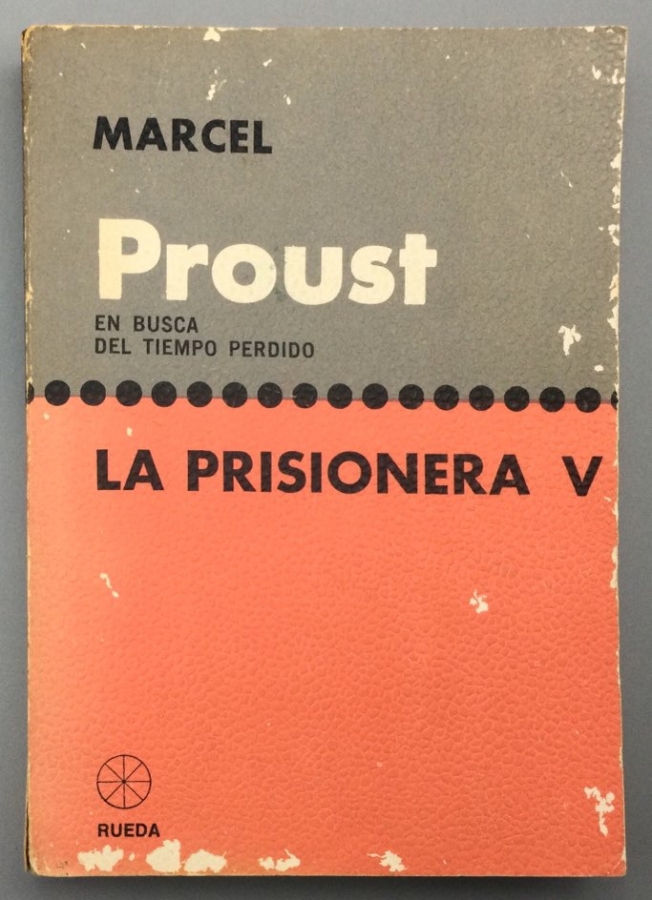 MARCEL
Proust
EN BUSCA
DEL TIEMPO PERDIDO
LA PRISIONERA V
RUEDA